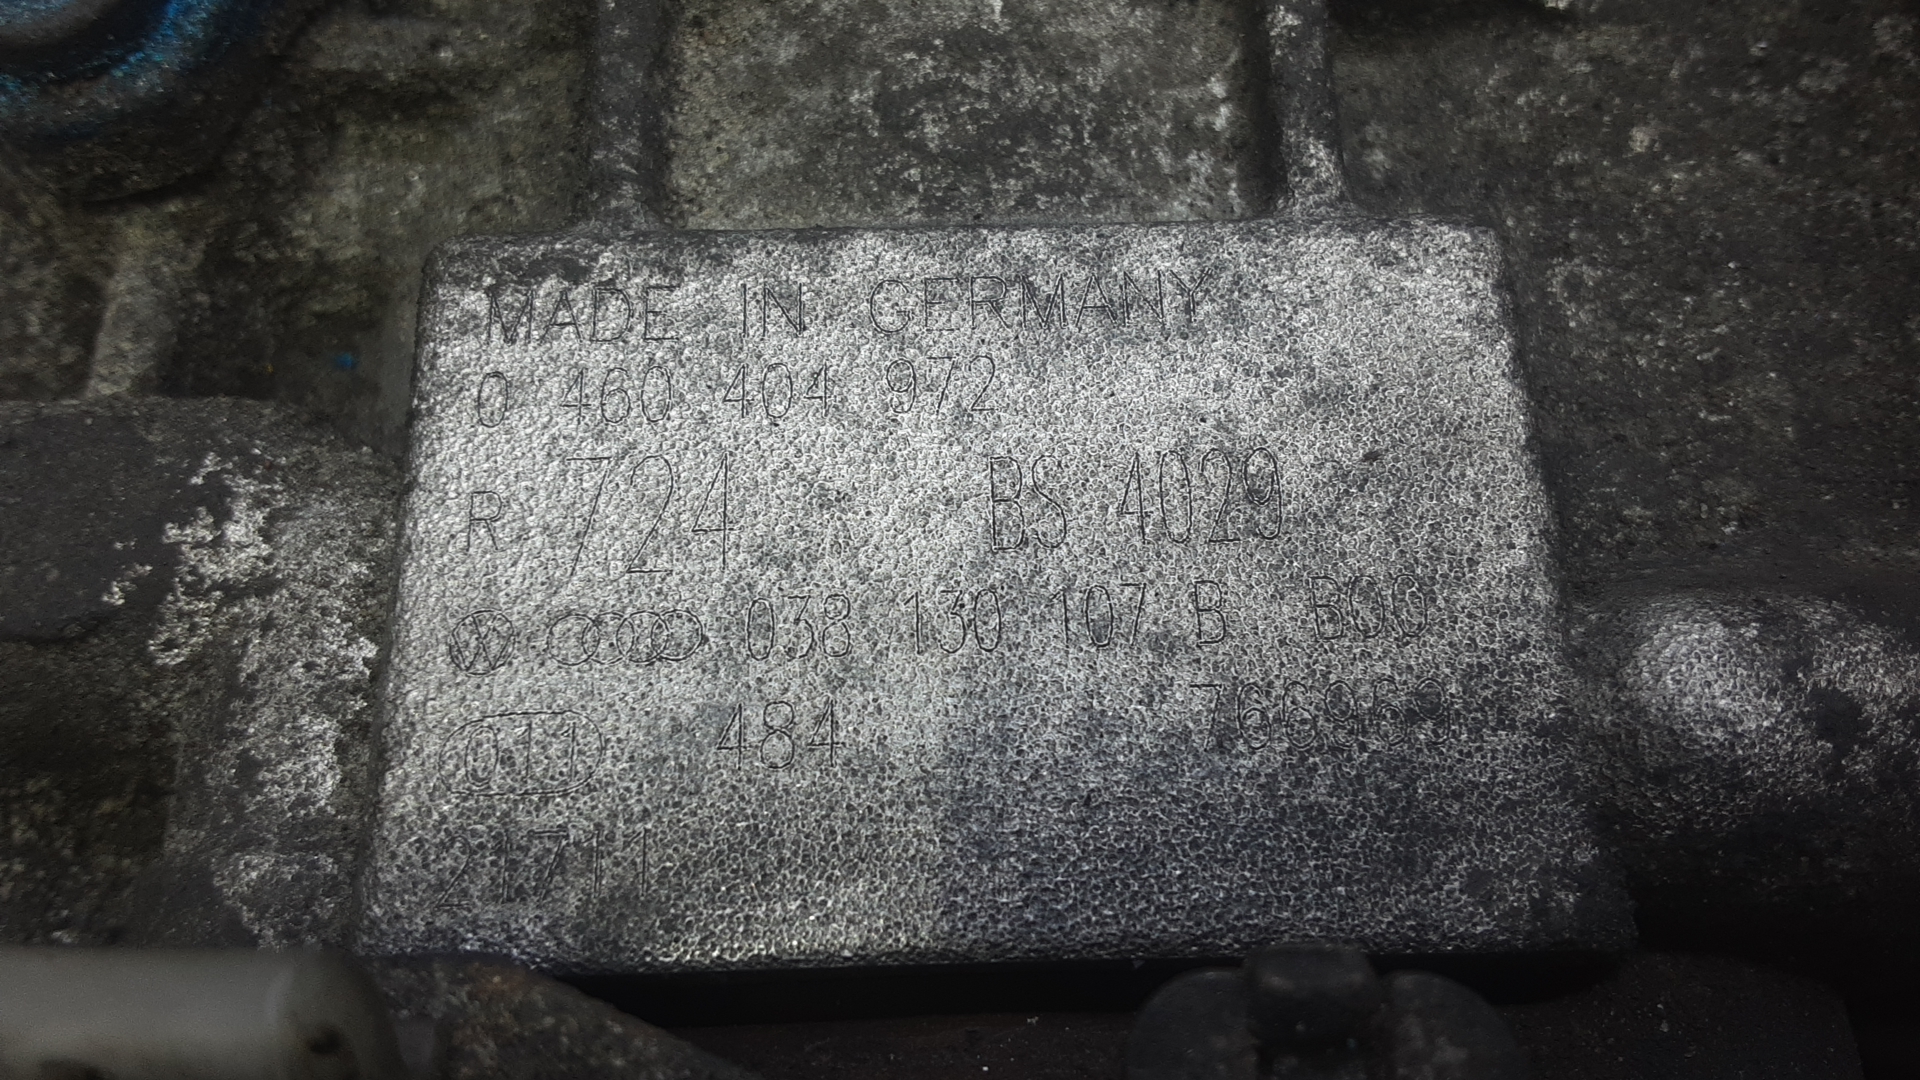 MADE IN GERMANY
0 460 404 972
R 724 BS 4029
038 130 107 B B00
011 484 766969
21711